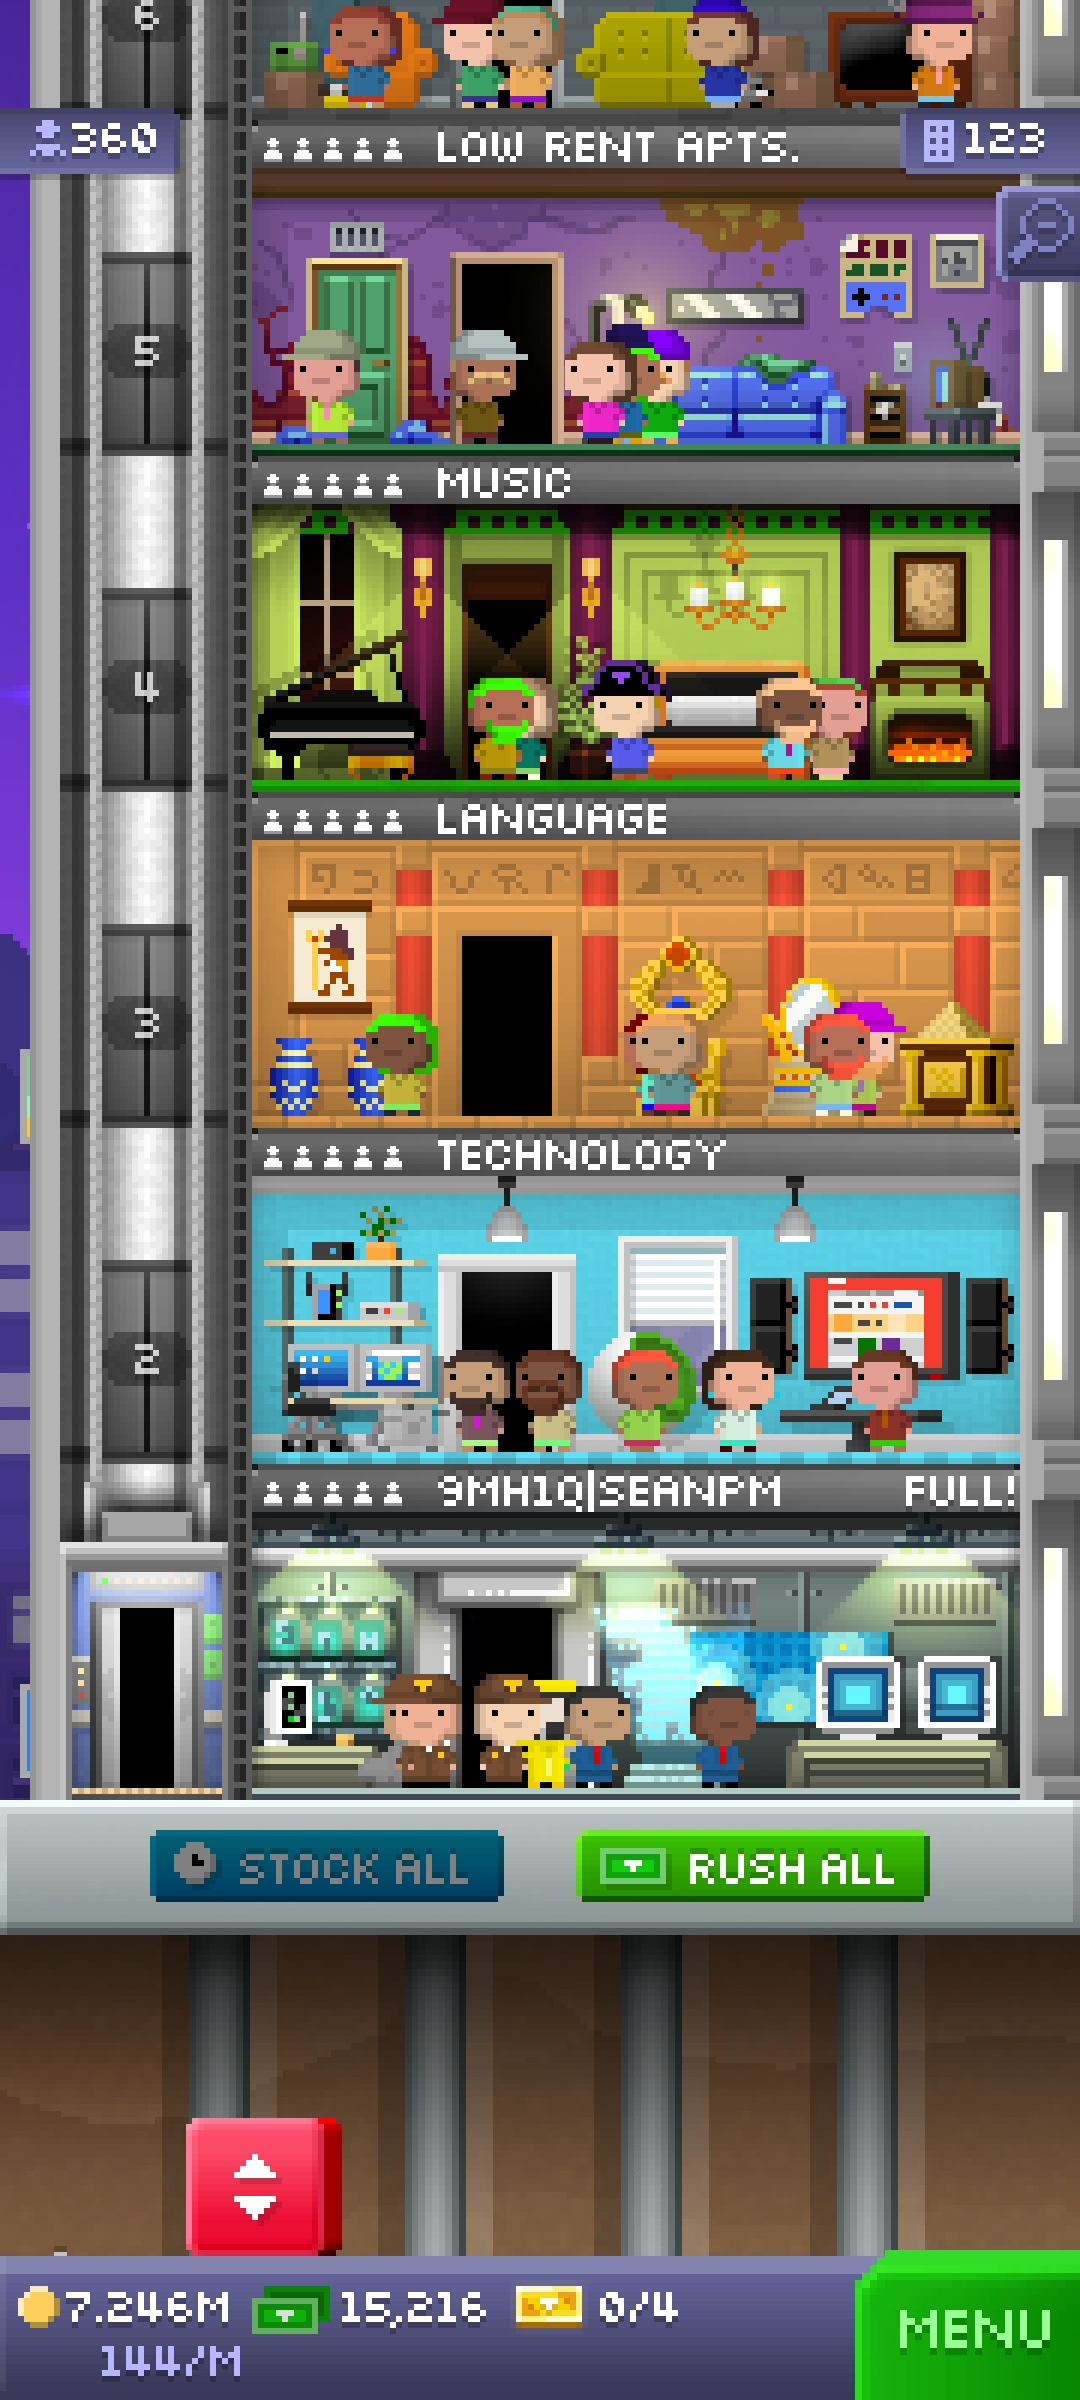 6
360
LOW RENT APTS.
123
5
MUSIC
4
LANGUAGE
3
TECHNOLOGY
2
9MH1Q|SEANPM FULL!
STOCK ALL
RUSH ALL
7.246M 15,216 0/4
144/M
MENU